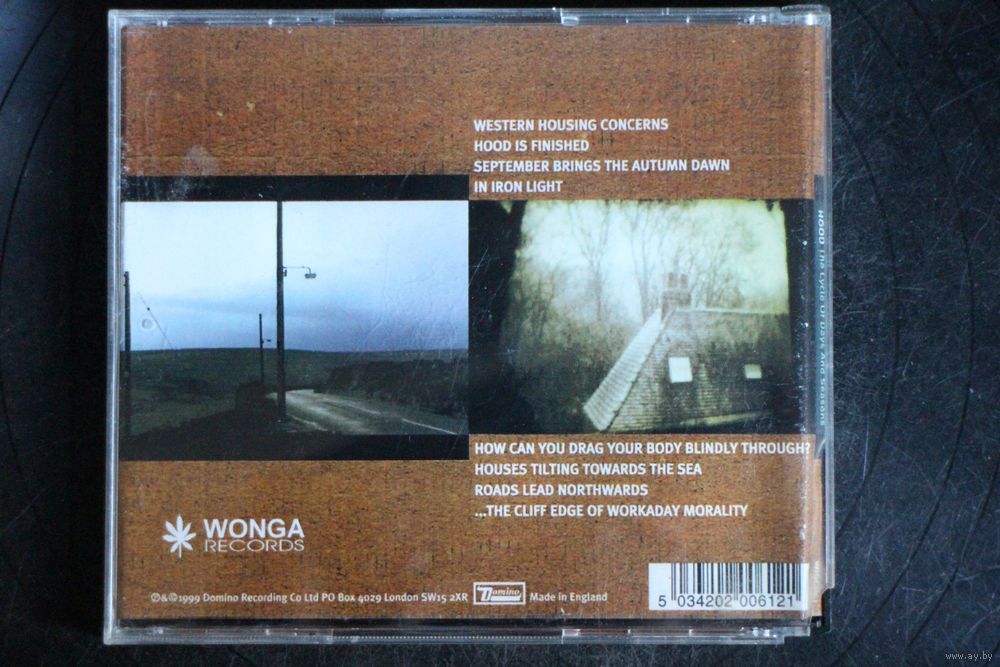 WESTERN HOUSING CONCERNS
HOOD IS FINISHED
SEPTEMBER BRINGS THE AUTUMN DAWN
IN IRON LIGHT
HOOD The Cycle Of Days And Seasons
HOW CAN YOU DRAG YOUR BODY BLINDLY THROUGH?
HOUSES TILTING TOWARDS THE SEA
ROADS LEAD NORTHWARDS
...THE CLIFF EDGE OF WORKADAY MORALITY
WONGA
RECORDS
℗&©1999 Domino Recording Co Ltd PO Box 4029 London SW15 2XR
Domino
Made in England
5 034202 006121
www.ay.by